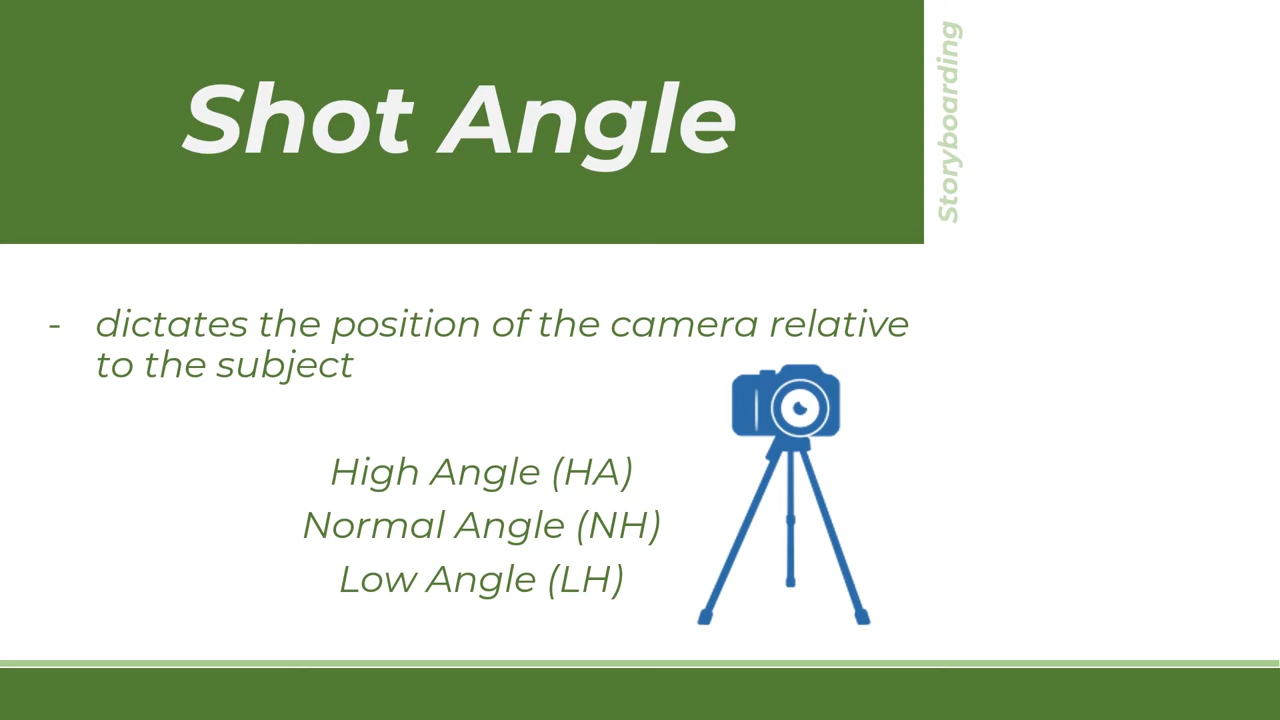 Shot Angle
Storyboarding
- dictates the position of the camera relative
to the subject
High Angle (HA)
Normal Angle (NH)
Low Angle (LH)